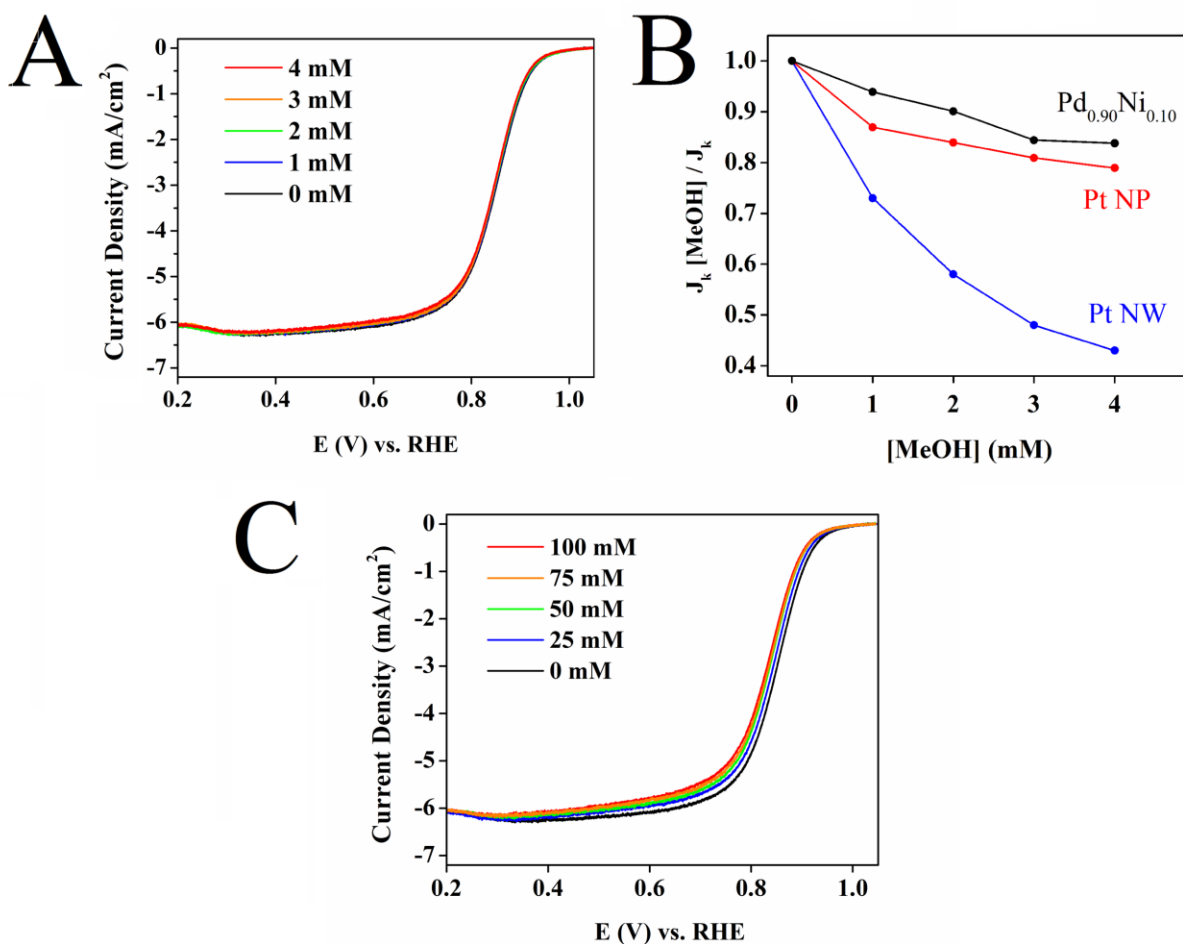 A
Current Density (mA/cm²)
0
-1
-2
-3
-4
-5
-6
-7
4 mM
3 mM
2 mM
1 mM
0 mM
0.2 0.4 0.6 0.8 1.0
E (V) vs. RHE
B
Jₖ [MeOH] / Jₖ
1.0
0.9
0.8
0.7
0.6
0.5
0.4
Pd₀.₉₀Ni₀.₁₀
Pt NP
Pt NW
0 1 2 3 4
[MeOH] (mM)
C
Current Density (mA/cm²)
0
-1
-2
-3
-4
-5
-6
-7
100 mM
75 mM
50 mM
25 mM
0 mM
0.2 0.4 0.6 0.8 1.0
E (V) vs. RHE